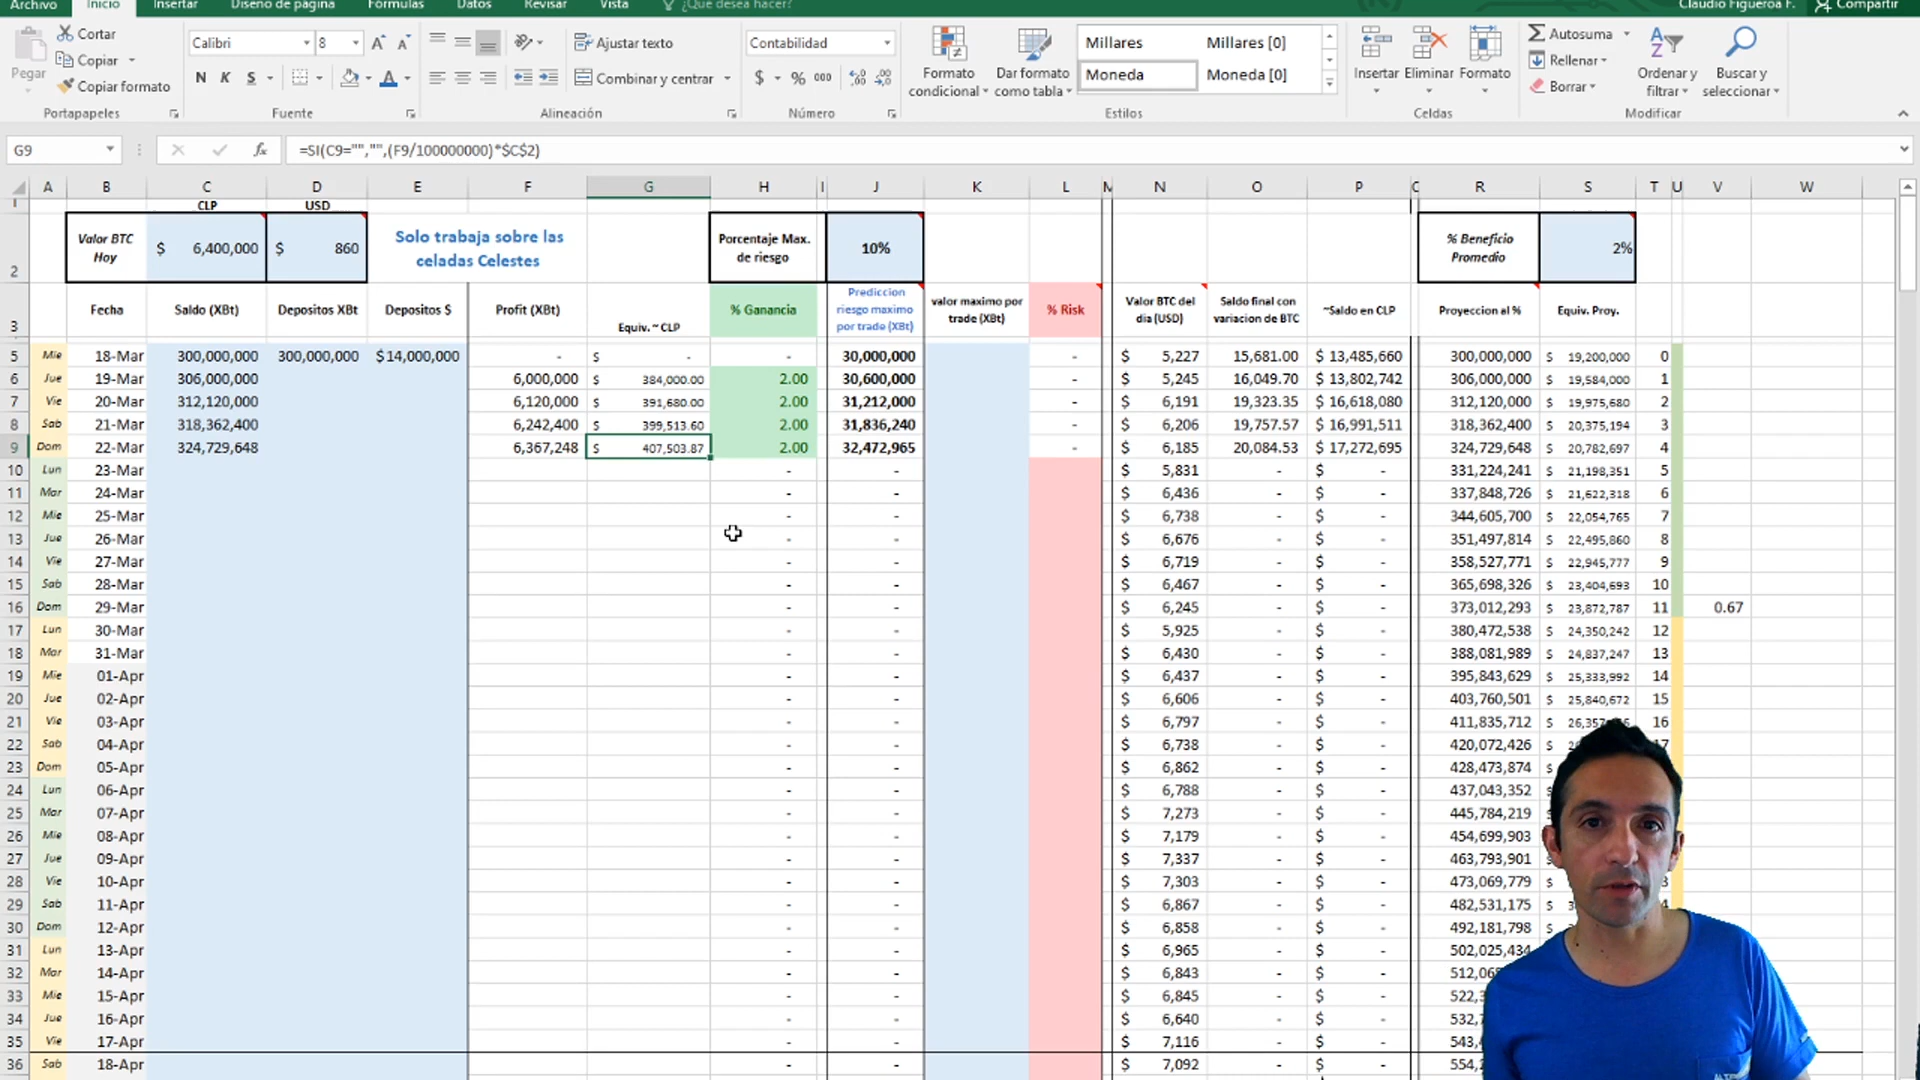 Archivo Inicio Insertar Diseño de página Fórmulas Datos Revisar Vista ¿Qué desea hacer? Claudio Figueroa F. Compartir
Pegar
Cortar
Copiar
Copiar formato
Portapapeles
Calibri 8
N K S
Fuente
Ajustar texto
Combinar y centrar
Alineación
Contabilidad
$ % 000
Número
Formato condicional
Dar formato como tabla
Millares Millares [0]
Moneda Moneda [0]
Estilos
Insertar Eliminar Formato
Celdas
Autosuma
Rellenar
Borrar
Ordenar y filtrar
Buscar y seleccionar
Modificar
G9 fx =SI(C9="","",(F9/100000000)*$C$2)
A B C D E F G H I J K L M N O P R S T U V W
CLP USD
2 Valor BTC Hoy $ 6,400,000 $ 860 Solo trabaja sobre las celadas Celestes Porcentaje Max. de riesgo 10% % Beneficio Promedio 2%
3 Fecha Saldo (XBt) Depositos XBt Depositos $ Profit (XBt) Equiv. ~ CLP % Ganancia Prediccion riesgo maximo por trade (XBt) valor maximo por trade (XBt) % Risk Valor BTC del dia (USD) Saldo final con variacion de BTC ~Saldo en CLP Proyeccion al % Equiv. Proy.
5 Mie 18-Mar 300,000,000 300,000,000 $14,000,000 - $ - - 30,000,000 - $ 5,227 15,681.00 $ 13,485,660 300,000,000 $ 19,200,000 0
6 Jue 19-Mar 306,000,000 6,000,000 $ 384,000.00 2.00 30,600,000 - $ 5,245 16,049.70 $ 13,802,742 306,000,000 $ 19,584,000 1
7 Vie 20-Mar 312,120,000 6,120,000 $ 391,680.00 2.00 31,212,000 - $ 6,191 19,323.35 $ 16,618,080 312,120,000 $ 19,975,680 2
8 Sab 21-Mar 318,362,400 6,242,400 $ 399,513.60 2.00 31,836,240 - $ 6,206 19,757.57 $ 16,991,511 318,362,400 $ 20,375,194 3
9 Dom 22-Mar 324,729,648 6,367,248 $ 407,503.87 2.00 32,472,965 - $ 6,185 20,084.53 $ 17,272,695 324,729,648 $ 20,782,697 4
10 Lun 23-Mar - - $ 5,831 - $ - 331,224,241 $ 21,198,351 5
11 Mar 24-Mar - - $ 6,436 - $ - 337,848,726 $ 21,622,318 6
12 Mie 25-Mar - - $ 6,738 - $ - 344,605,700 $ 22,054,765 7
13 Jue 26-Mar - - $ 6,676 - $ - 351,497,814 $ 22,495,860 8
14 Vie 27-Mar - - $ 6,719 - $ - 358,527,771 $ 22,945,777 9
15 Sab 28-Mar - - $ 6,467 - $ - 365,698,326 $ 23,404,693 10
16 Dom 29-Mar - - $ 6,245 - $ - 373,012,293 $ 23,872,787 11 0.67
17 Lun 30-Mar - - $ 5,925 - $ - 380,472,538 $ 24,350,242 12
18 Mar 31-Mar - - $ 6,430 - $ - 388,081,989 $ 24,837,247 13
19 Mie 01-Apr - - $ 6,437 - $ - 395,843,629 $ 25,333,992 14
20 Jue 02-Apr - - $ 6,606 - $ - 403,760,501 $ 25,840,672 15
21 Vie 03-Apr - - $ 6,797 - $ - 411,835,712 $ 16
22 Sab 04-Apr - - $ 6,738 - $ - 420,072,426 $
23 Dom 05-Apr - - $ 6,862 - $ - 428,473,874 $
24 Lun 06-Apr - - $ 6,788 - $ - 437,043,352 $
25 Mar 07-Apr - - $ 7,273 - $ - 445,784,219 $
26 Mie 08-Apr - - $ 7,179 - $ - 454,699,903 $
27 Jue 09-Apr - - $ 7,337 - $ - 463,793,901 $
28 Vie 10-Apr - - $ 7,303 - $ - 473,069,779 $
29 Sab 11-Apr - - $ 6,867 - $ - 482,531,175 $
30 Dom 12-Apr - - $ 6,858 - $ - 492,181,798 $
31 Lun 13-Apr - - $ 6,965 - $ - 502,025,434
32 Mar 14-Apr - - $ 6,843 - $ -
33 Mie 15-Apr - - $ 6,845 - $ -
34 Jue 16-Apr - - $ 6,640 - $ -
35 Vie 17-Apr - - $ 7,116 - $ -
36 Sab 18-Apr - - $ 7,092 - $ -